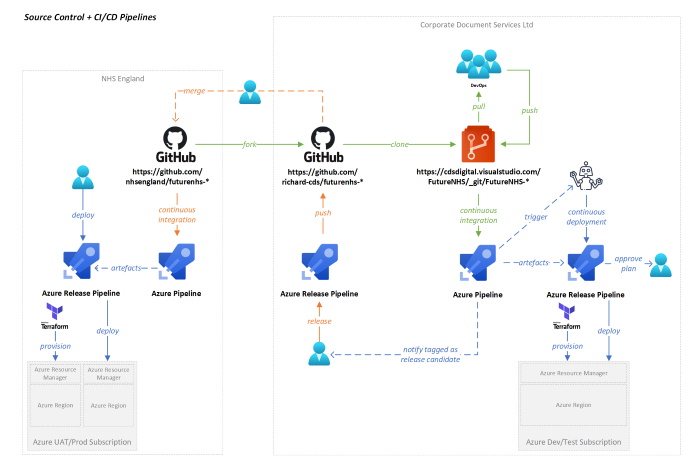 Source Control + CI/CD Pipelines
Corporate Document Services Ltd
NHS England
DevOps
merge
pull
push
GitHub
fork
GitHub
clone
https://github.com/
nhsengland/futurenhs-*
https://github.com/
richard-cds/futurenhs-*
https://cdsdigital.visualstudio.com/
FutureNHS/_git/FutureNHS-*
deploy
continuous
integration
push
continuous
integration
trigger
continuous
deployment
artefacts
artefacts
approve
plan
Azure Release Pipeline
Azure Pipeline
Azure Release Pipeline
Azure Pipeline
Azure Release Pipeline
Terraform
deploy
release
Terraform
deploy
provision
notify tagged as
release candidate
provision
Azure Resource
Manager
Azure Resource
Manager
Azure Resource Manager
Azure Region
Azure Region
Azure Region
Azure UAT/Prod Subscription
Azure Dev/Test Subscription